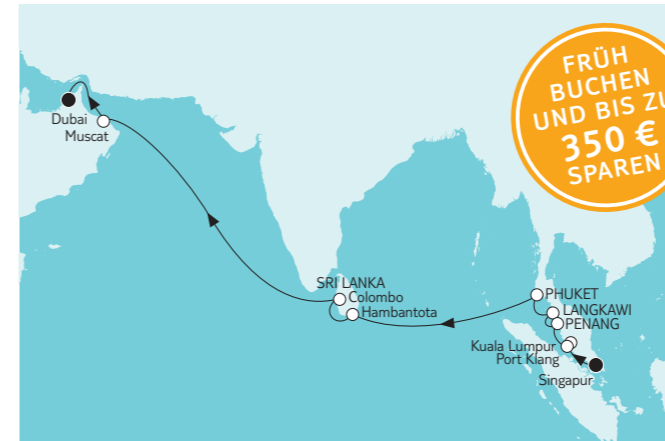 FRÜH
BUCHEN
UND BIS ZU
350 €
SPAREN
Dubai
Muscat
SRI LANKA
Colombo
Hambantota
PHUKET
LANGKAWI
PENANG
Kuala Lumpur
Port Klang
Singapur